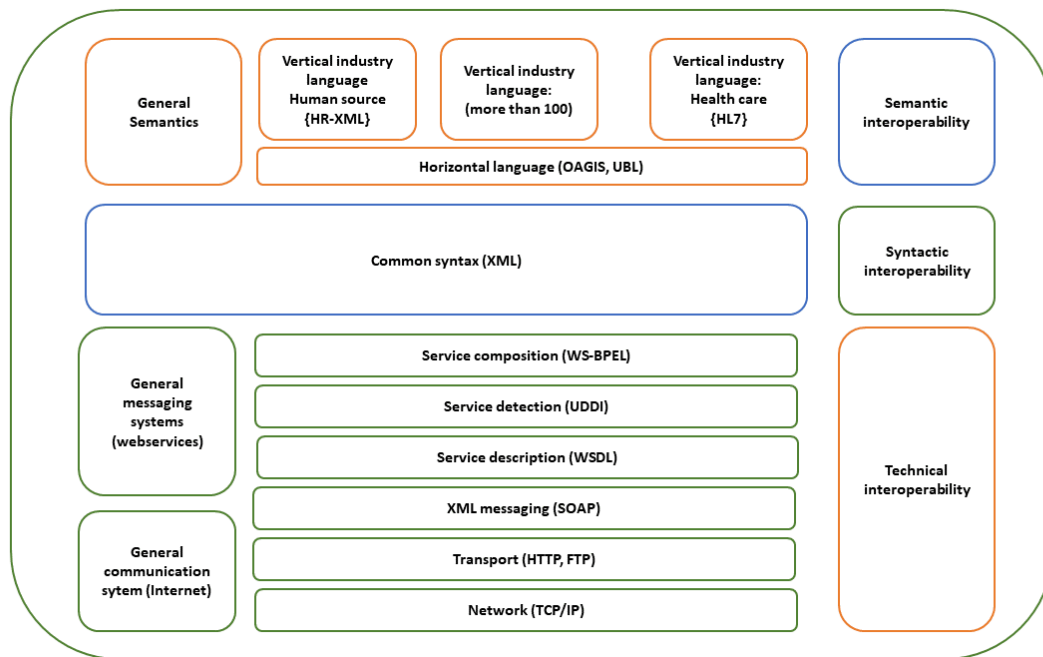 General
Semantics
Vertical industry
language
Human source
{HR-XML}
Vertical industry
language:
(more than 100)
Vertical industry
language:
Health care
{HL7}
Semantic
interoperability
Horizontal language (OAGIS, UBL)
Common syntax (XML)
Syntactic
interoperability
General
messaging
systems
(webservices)
Service composition (WS-BPEL)
Service detection (UDDI)
Service description (WSDL)
XML messaging (SOAP)
Technical
interoperability
General
communication
sytem (Internet)
Transport (HTTP, FTP)
Network (TCP/IP)